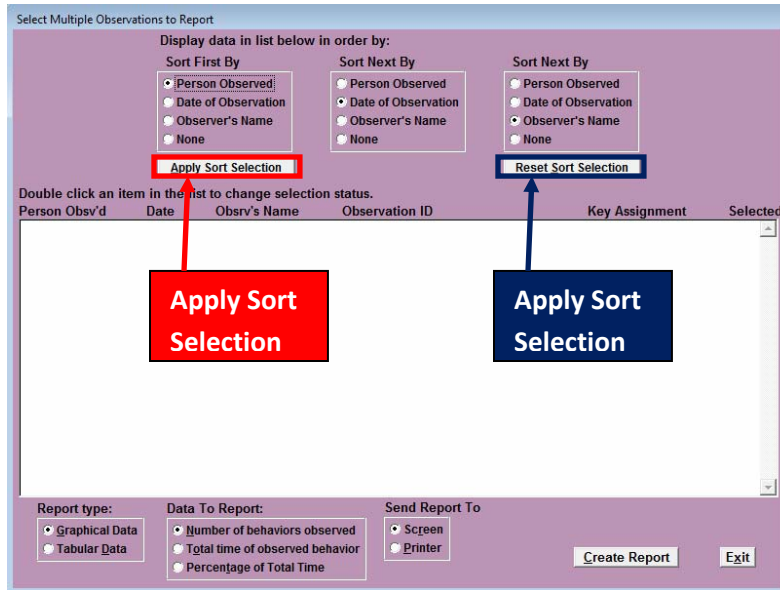 Select Multiple Observations to Report
Display data in list below in order by:
Sort First By
Person Observed
Date of Observation
Observer's Name
None
Sort Next By
Person Observed
Date of Observation
Observer's Name
None
Sort Next By
Person Observed
Date of Observation
Observer's Name
None
Apply Sort Selection
Reset Sort Selection
Double click an item in the list to change selection status.
Person Obsv'd Date Obsrv's Name Observation ID Key Assignment Selected
Apply Sort
Selection
Apply Sort
Selection
Report type:
Graphical Data
Tabular Data
Data To Report:
Number of behaviors observed
Total time of observed behavior
Percentage of Total Time
Send Report To
Screen
Printer
Create Report
Exit